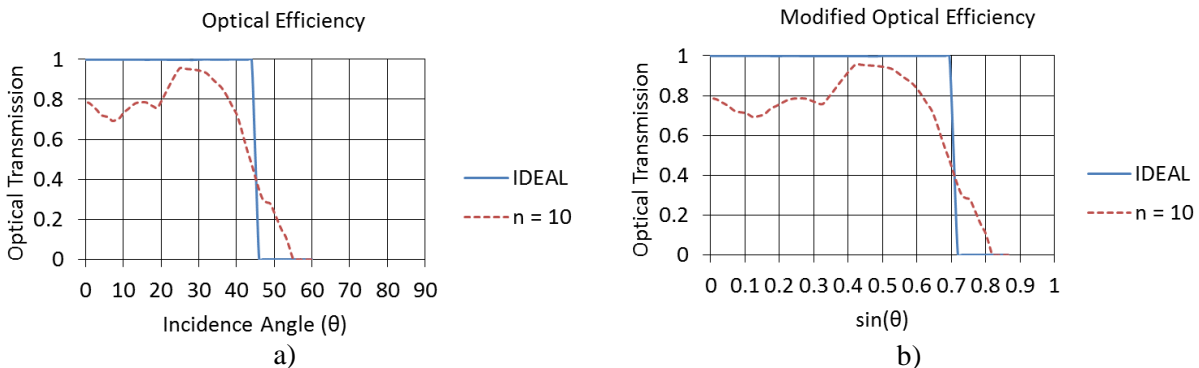 Optical Efficiency
Optical Transmission
1
0.8
0.6
0.4
0.2
0
0 10 20 30 40 50 60 70 80 90
Incidence Angle (θ)
IDEAL
n = 10
a)
Modified Optical Efficiency
Optical Transmission
1
0.8
0.6
0.4
0.2
0
0 0.1 0.2 0.3 0.4 0.5 0.6 0.7 0.8 0.9 1
sin(θ)
IDEAL
n = 10
b)